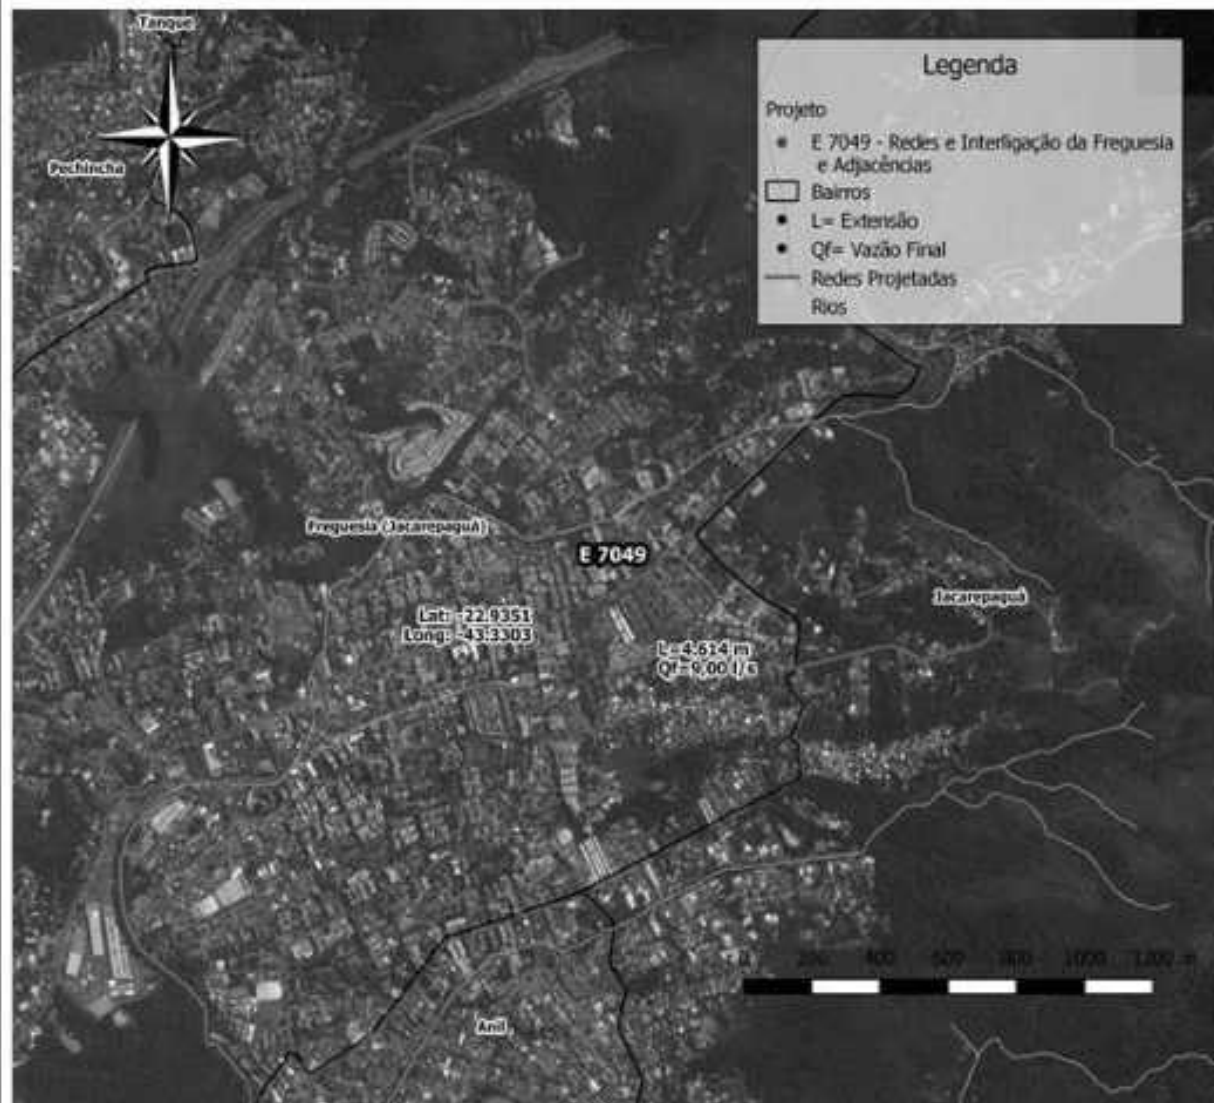 Tanque
Legenda
Projeto
E 7049 - Redes e Interligação da Freguesia
e Adjacências
Bairros
L= Extensão
Qf= Vazão Final
Redes Projetadas
Rios
Pechincha
Freguesia (Jacarepaguá)
E 7049
Jacarepaguá
Lat: -22.9351
Long: -43.3303
L=4.614 m
Qf=9,00 l/s
0 200 400 600 800 1000 1200 m
Anil